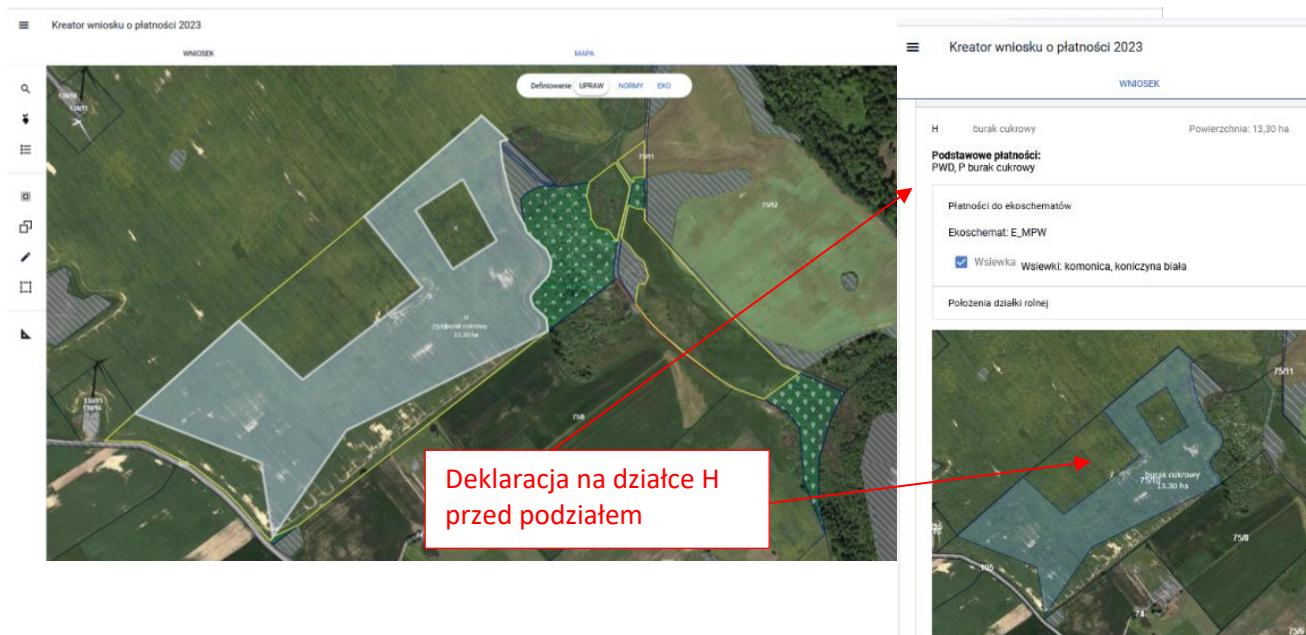 Kreator wniosku o płatności 2023
WNIOSEK
MAPA
Definiowanie UPRAW NORMY EKO
75/11
75/12
H
burak cukrowy
13.30 ha
75/8
Deklaracja na działce H
przed podziałem
Kreator wniosku o płatności 2023
WNIOSEK
H burak cukrowy Powierzchnia: 13,30 ha
Podstawowe płatności:
PWD, P burak cukrowy
Płatności do ekoschematów
Ekoschemat: E_MPW
Wsiewka Wsiewki: komonica, koniczyna biała
Położenia działki rolnej
75/11
burak cukrowy
13.30 ha
75/8
105
74
75/6